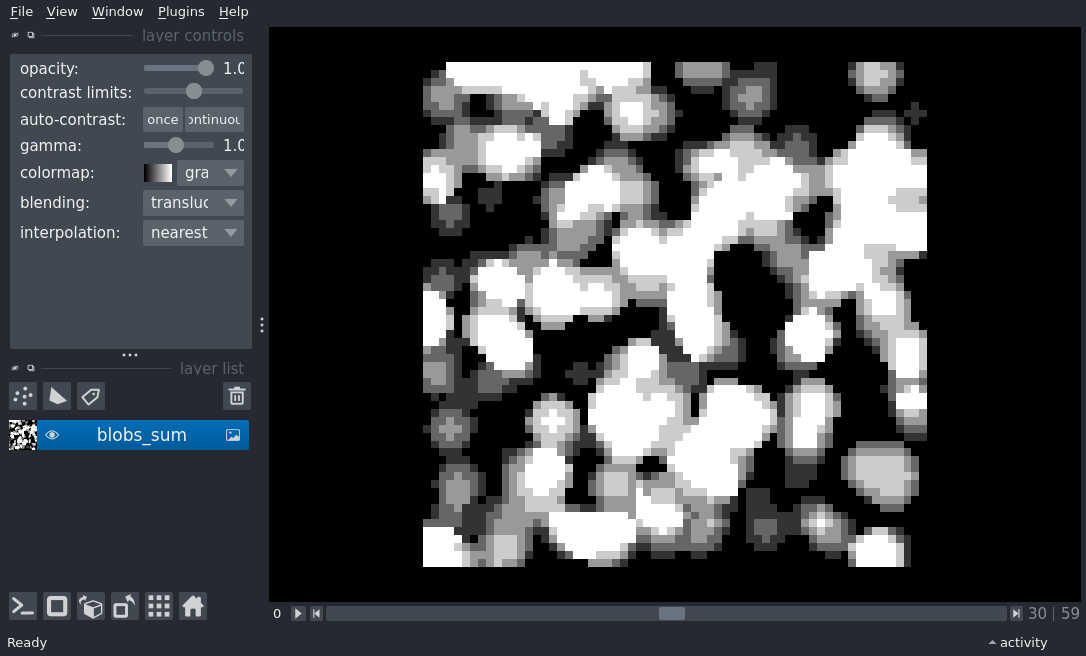 File View Window Plugins Help
layer controls
opacity: 1.0
contrast limits:
auto-contrast: once ontinuou
gamma: 1.0
colormap: gra
blending: transluc
interpolation: nearest
layer list
blobs_sum
0 30 | 59
Ready activity